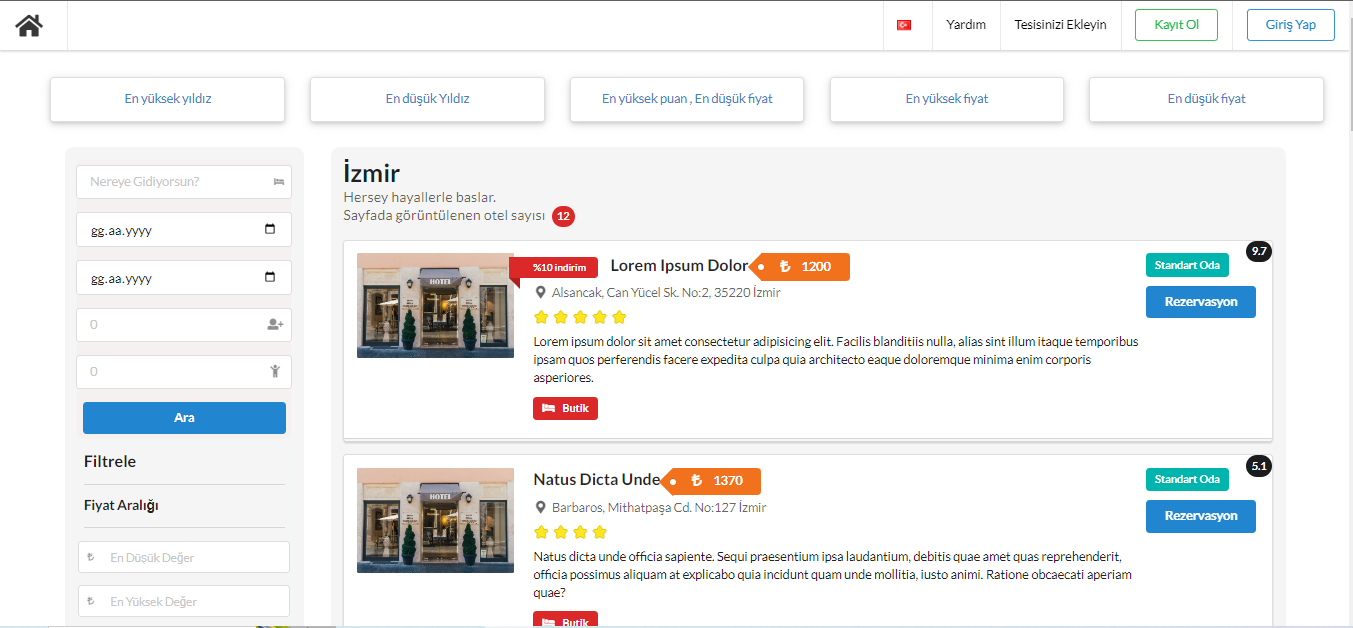 Yardım
Tesisinizi Ekleyin
Kayıt Ol
Giriş Yap
En yüksek yıldız
En düşük Yıldız
En yüksek puan , En düşük fiyat
En yüksek fiyat
En düşük fiyat
Nereye Gidiyorsun?
gg.aa.yyyy
gg.aa.yyyy
0
0
Ara
Filtrele
Fiyat Aralığı
₺ En Düşük Değer
₺ En Yüksek Değer
İzmir
Hersey hayallerle baslar.
Sayfada görüntülenen otel sayısı 12
HOTEL
%10 indirim
Lorem Ipsum Dolor
₺ 1200
Standart Oda
9.7
Alsancak, Can Yücel Sk. No:2, 35220 İzmir
Rezervasyon
Lorem ipsum dolor sit amet consectetur adipisicing elit. Facilis blanditiis nulla, alias sint illum itaque temporibus
ipsam quos perferendis facere expedita culpa quia architecto eaque doloremque minima enim corporis
asperiores.
Butik
HOTEL
Natus Dicta Unde
₺ 1370
Standart Oda
5.1
Barbaros, Mithatpaşa Cd. No:127 İzmir
Rezervasyon
Natus dicta unde officia sapiente. Sequi praesentium ipsa laudantium, debitis quae amet quas reprehenderit,
officia possimus aliquam at explicabo quia incidunt quam unde mollitia, iusto animi. Ratione obcaecati aperiam
quae?
Butik